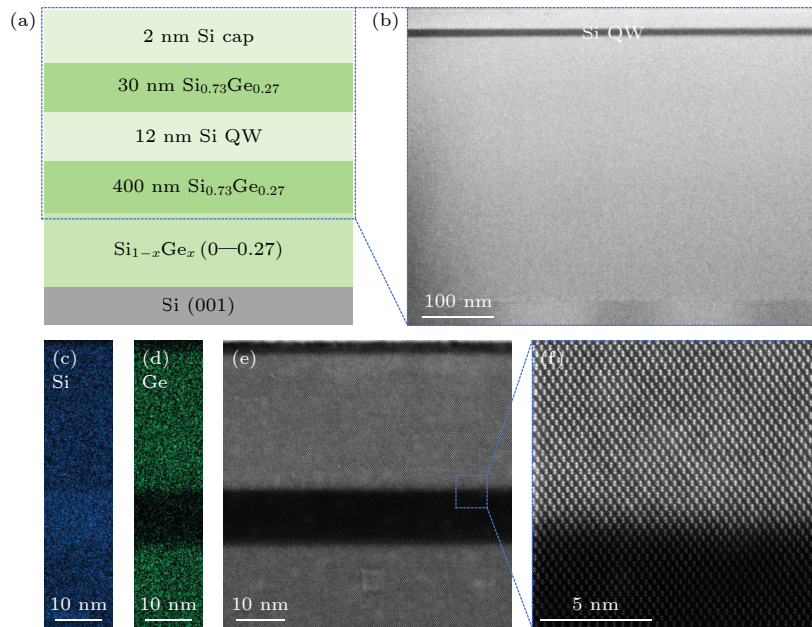 (a)
2 nm Si cap
30 nm Si₀.₇₃Ge₀.₂₇
12 nm Si QW
400 nm Si₀.₇₃Ge₀.₂₇
Si₁₋ₓGeₓ (0—0.27)
Si (001)
(b)
Si QW
100 nm
(c)
Si
10 nm
(d)
Ge
10 nm
(e)
10 nm
(f)
5 nm